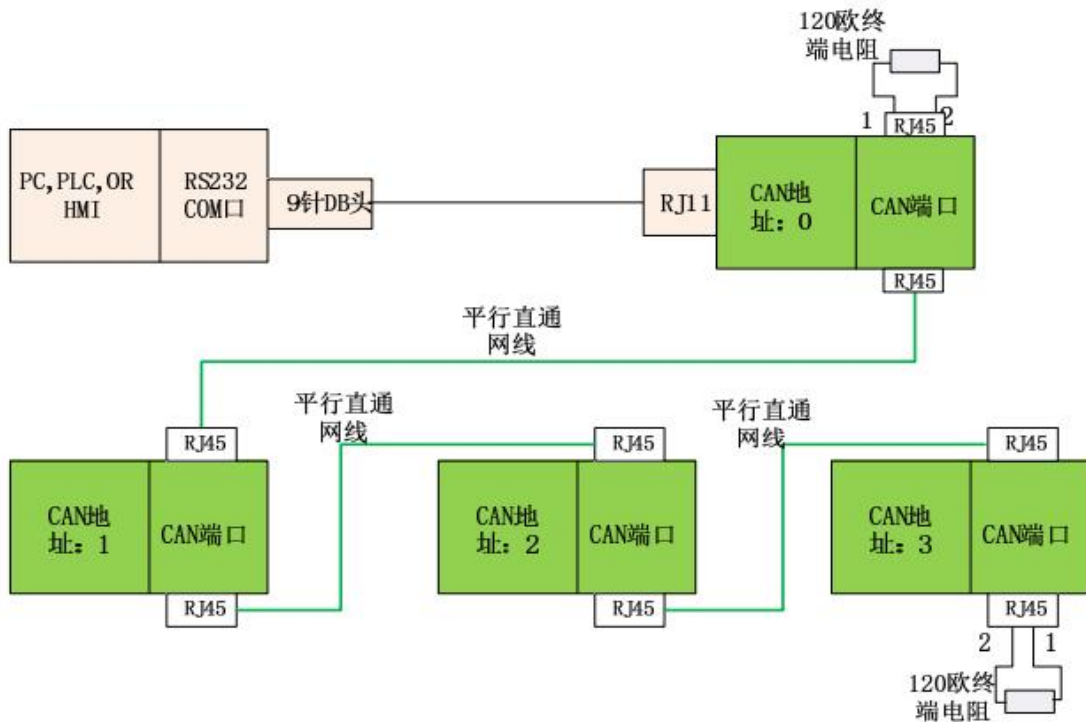 120欧终
端电阻
1
RJ45
2
PC,PLC,OR
HMI
RS232
COM口
9针DB头
RJ11
CAN地
址：0
CAN端口
RJ45
平行直通
网线
平行直通
网线
平行直通
网线
RJ45
RJ45
RJ45
CAN地
址：1
CAN端口
CAN地
址：2
CAN端口
CAN地
址：3
CAN端口
RJ45
RJ45
RJ45
2
1
120欧终
端电阻